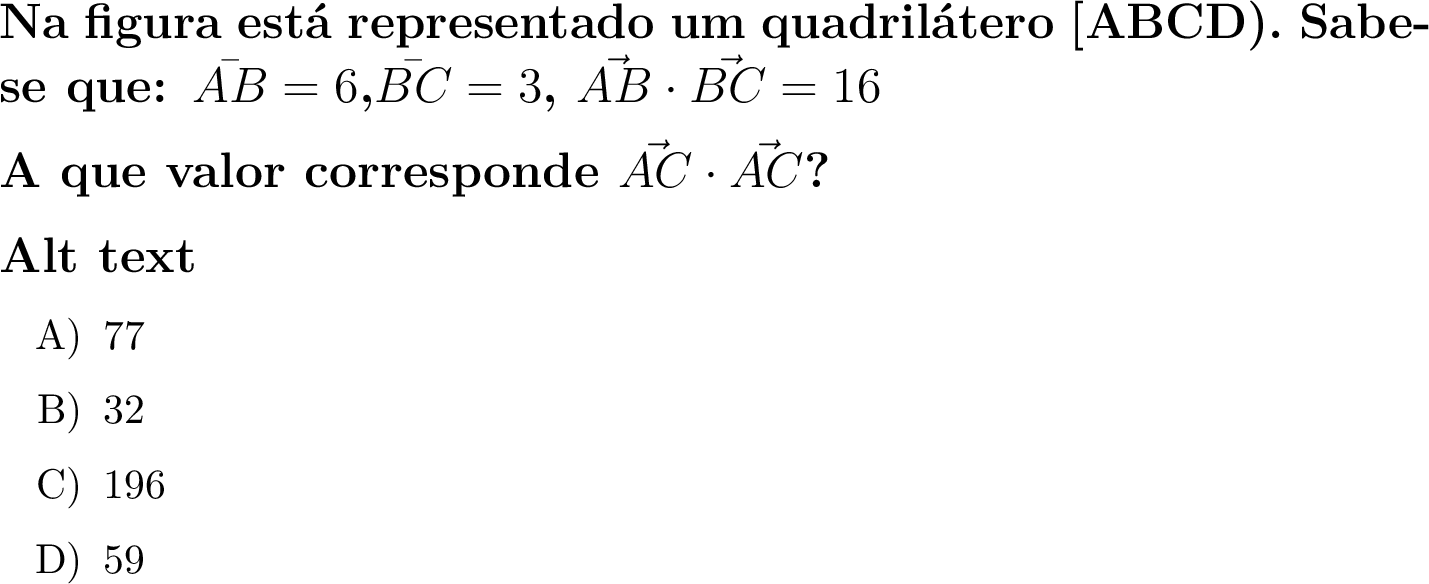 Na figura está representado um quadrilátero [ABCD). Sabe-
se que: $\bar{AB} = 6$,$\bar{BC} = 3$, $\vec{AB} \cdot \vec{BC} = 16$
A que valor corresponde $\vec{AC} \cdot \vec{AC}$?
Alt text
A) 77
B) 32
C) 196
D) 59